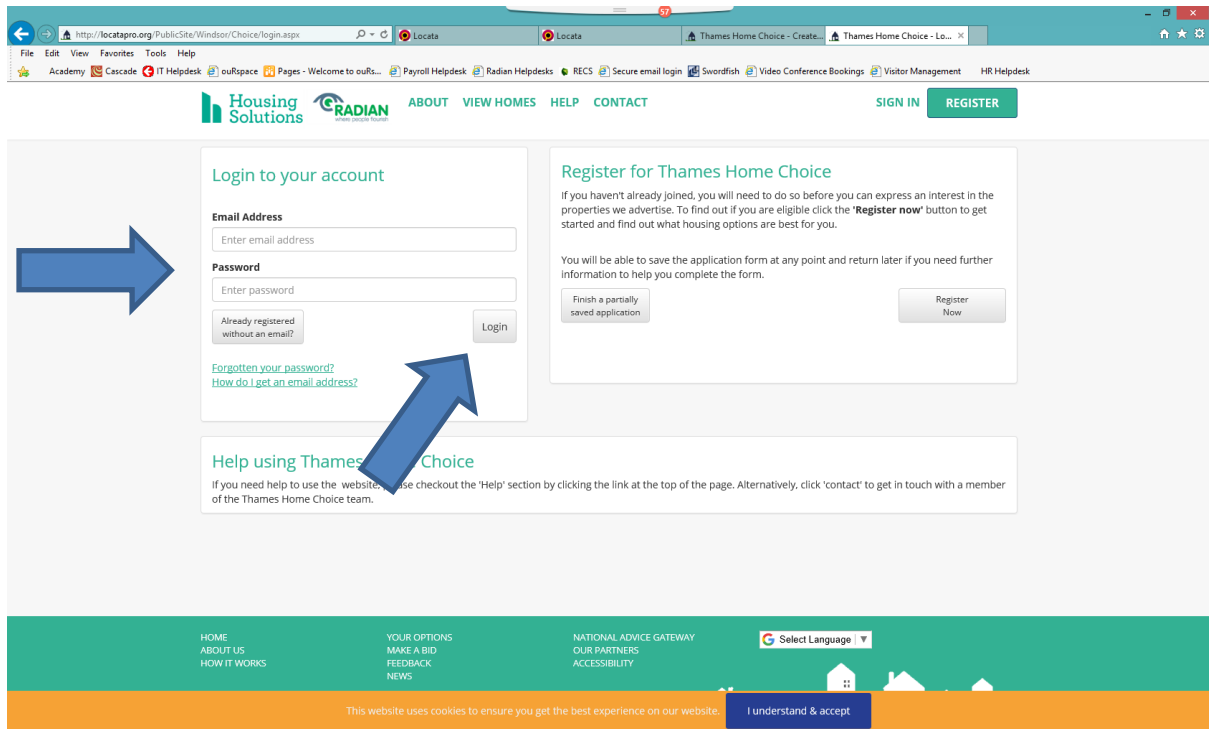 57
http://locatapro.org/PublicSite/Windsor/Choice/login.aspx
Locata
Locata
Thames Home Choice - Create...
Thames Home Choice - Lo...
File Edit View Favorites Tools Help
Academy Cascade IT Helpdesk ouRspace Pages - Welcome to ouRs... Payroll Helpdesk Radian Helpdesks RECS Secure email login Swordfish Video Conference Bookings Visitor Management HR Helpdesk
Housing Solutions
RADIAN
where people flourish
ABOUT VIEW HOMES HELP CONTACT
SIGN IN REGISTER
Login to your account
Email Address
Enter email address
Password
Enter password
Already registered
without an email?
Login
Forgotten your password?
How do I get an email address?
Register for Thames Home Choice
If you haven't already joined, you will need to do so before you can express an interest in the
properties we advertise. To find out if you are eligible click the 'Register now' button to get
started and find out what housing options are best for you.
You will be able to save the application form at any point and return later if you need further
information to help you complete the form.
Finish a partially
saved application
Register
Now
Help using Thames Choice
If you need help to use the website, please checkout the 'Help' section by clicking the link at the top of the page. Alternatively, click 'contact' to get in touch with a member
of the Thames Home Choice team.
HOME
ABOUT US
HOW IT WORKS
YOUR OPTIONS
MAKE A BID
FEEDBACK
NEWS
NATIONAL ADVICE GATEWAY
OUR PARTNERS
ACCESSIBILITY
Select Language
This website uses cookies to ensure you get the best experience on our website.
I understand & accept